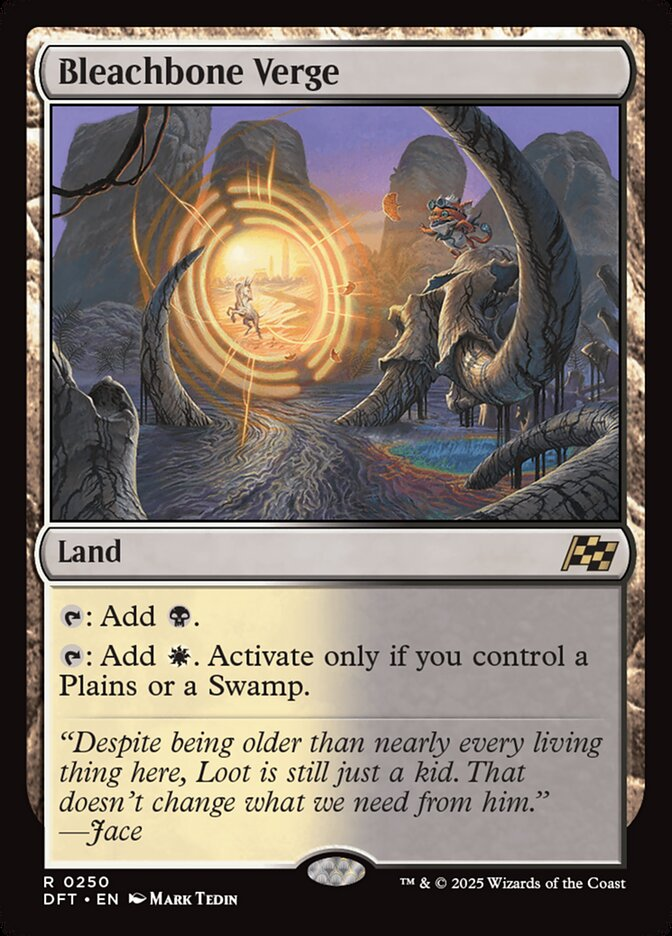 Bleachbone Verge
Land
: Add .
: Add . Activate only if you control a
Plains or a Swamp.
“Despite being older than nearly every living
thing here, Loot is still just a kid. That
doesn’t change what we need from him.”
—Jace
R 0250
DFT • EN Mark Tedin
™ & © 2025 Wizards of the Coast